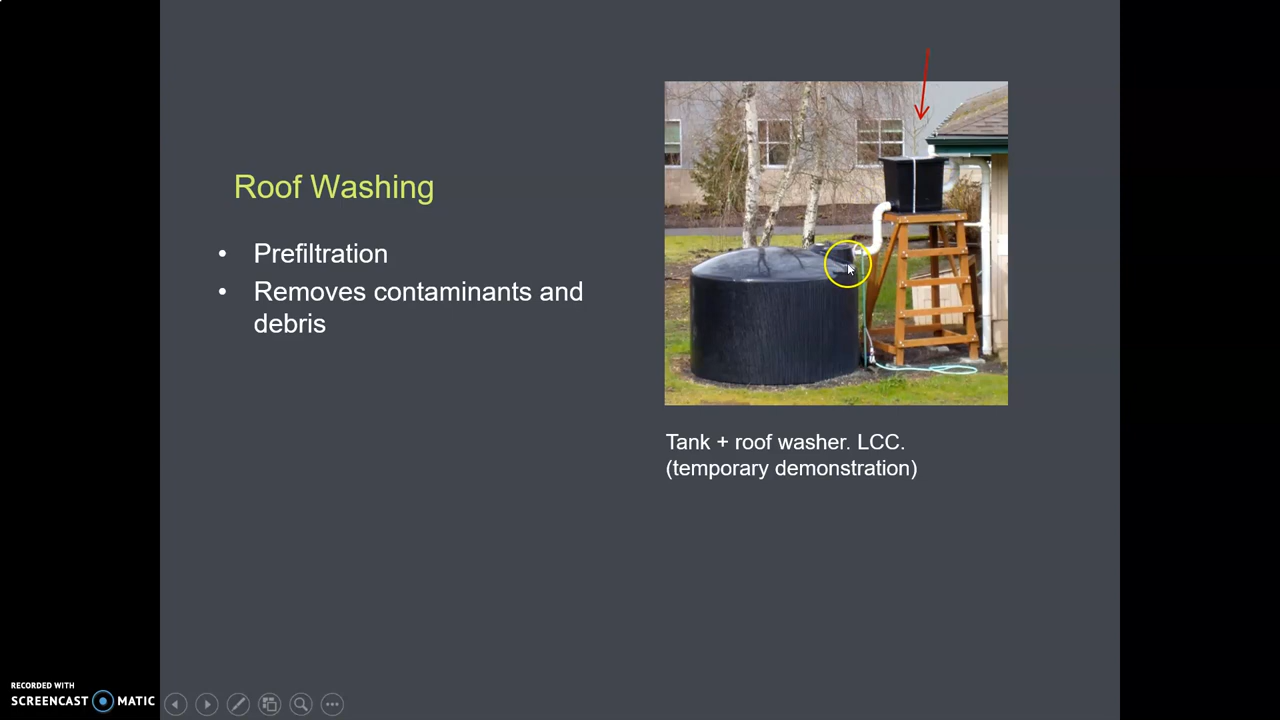 Roof Washing
• Prefiltration
• Removes contaminants and
debris
Tank + roof washer. LCC.
(temporary demonstration)
RECORDED WITH
SCREENCAST MATIC